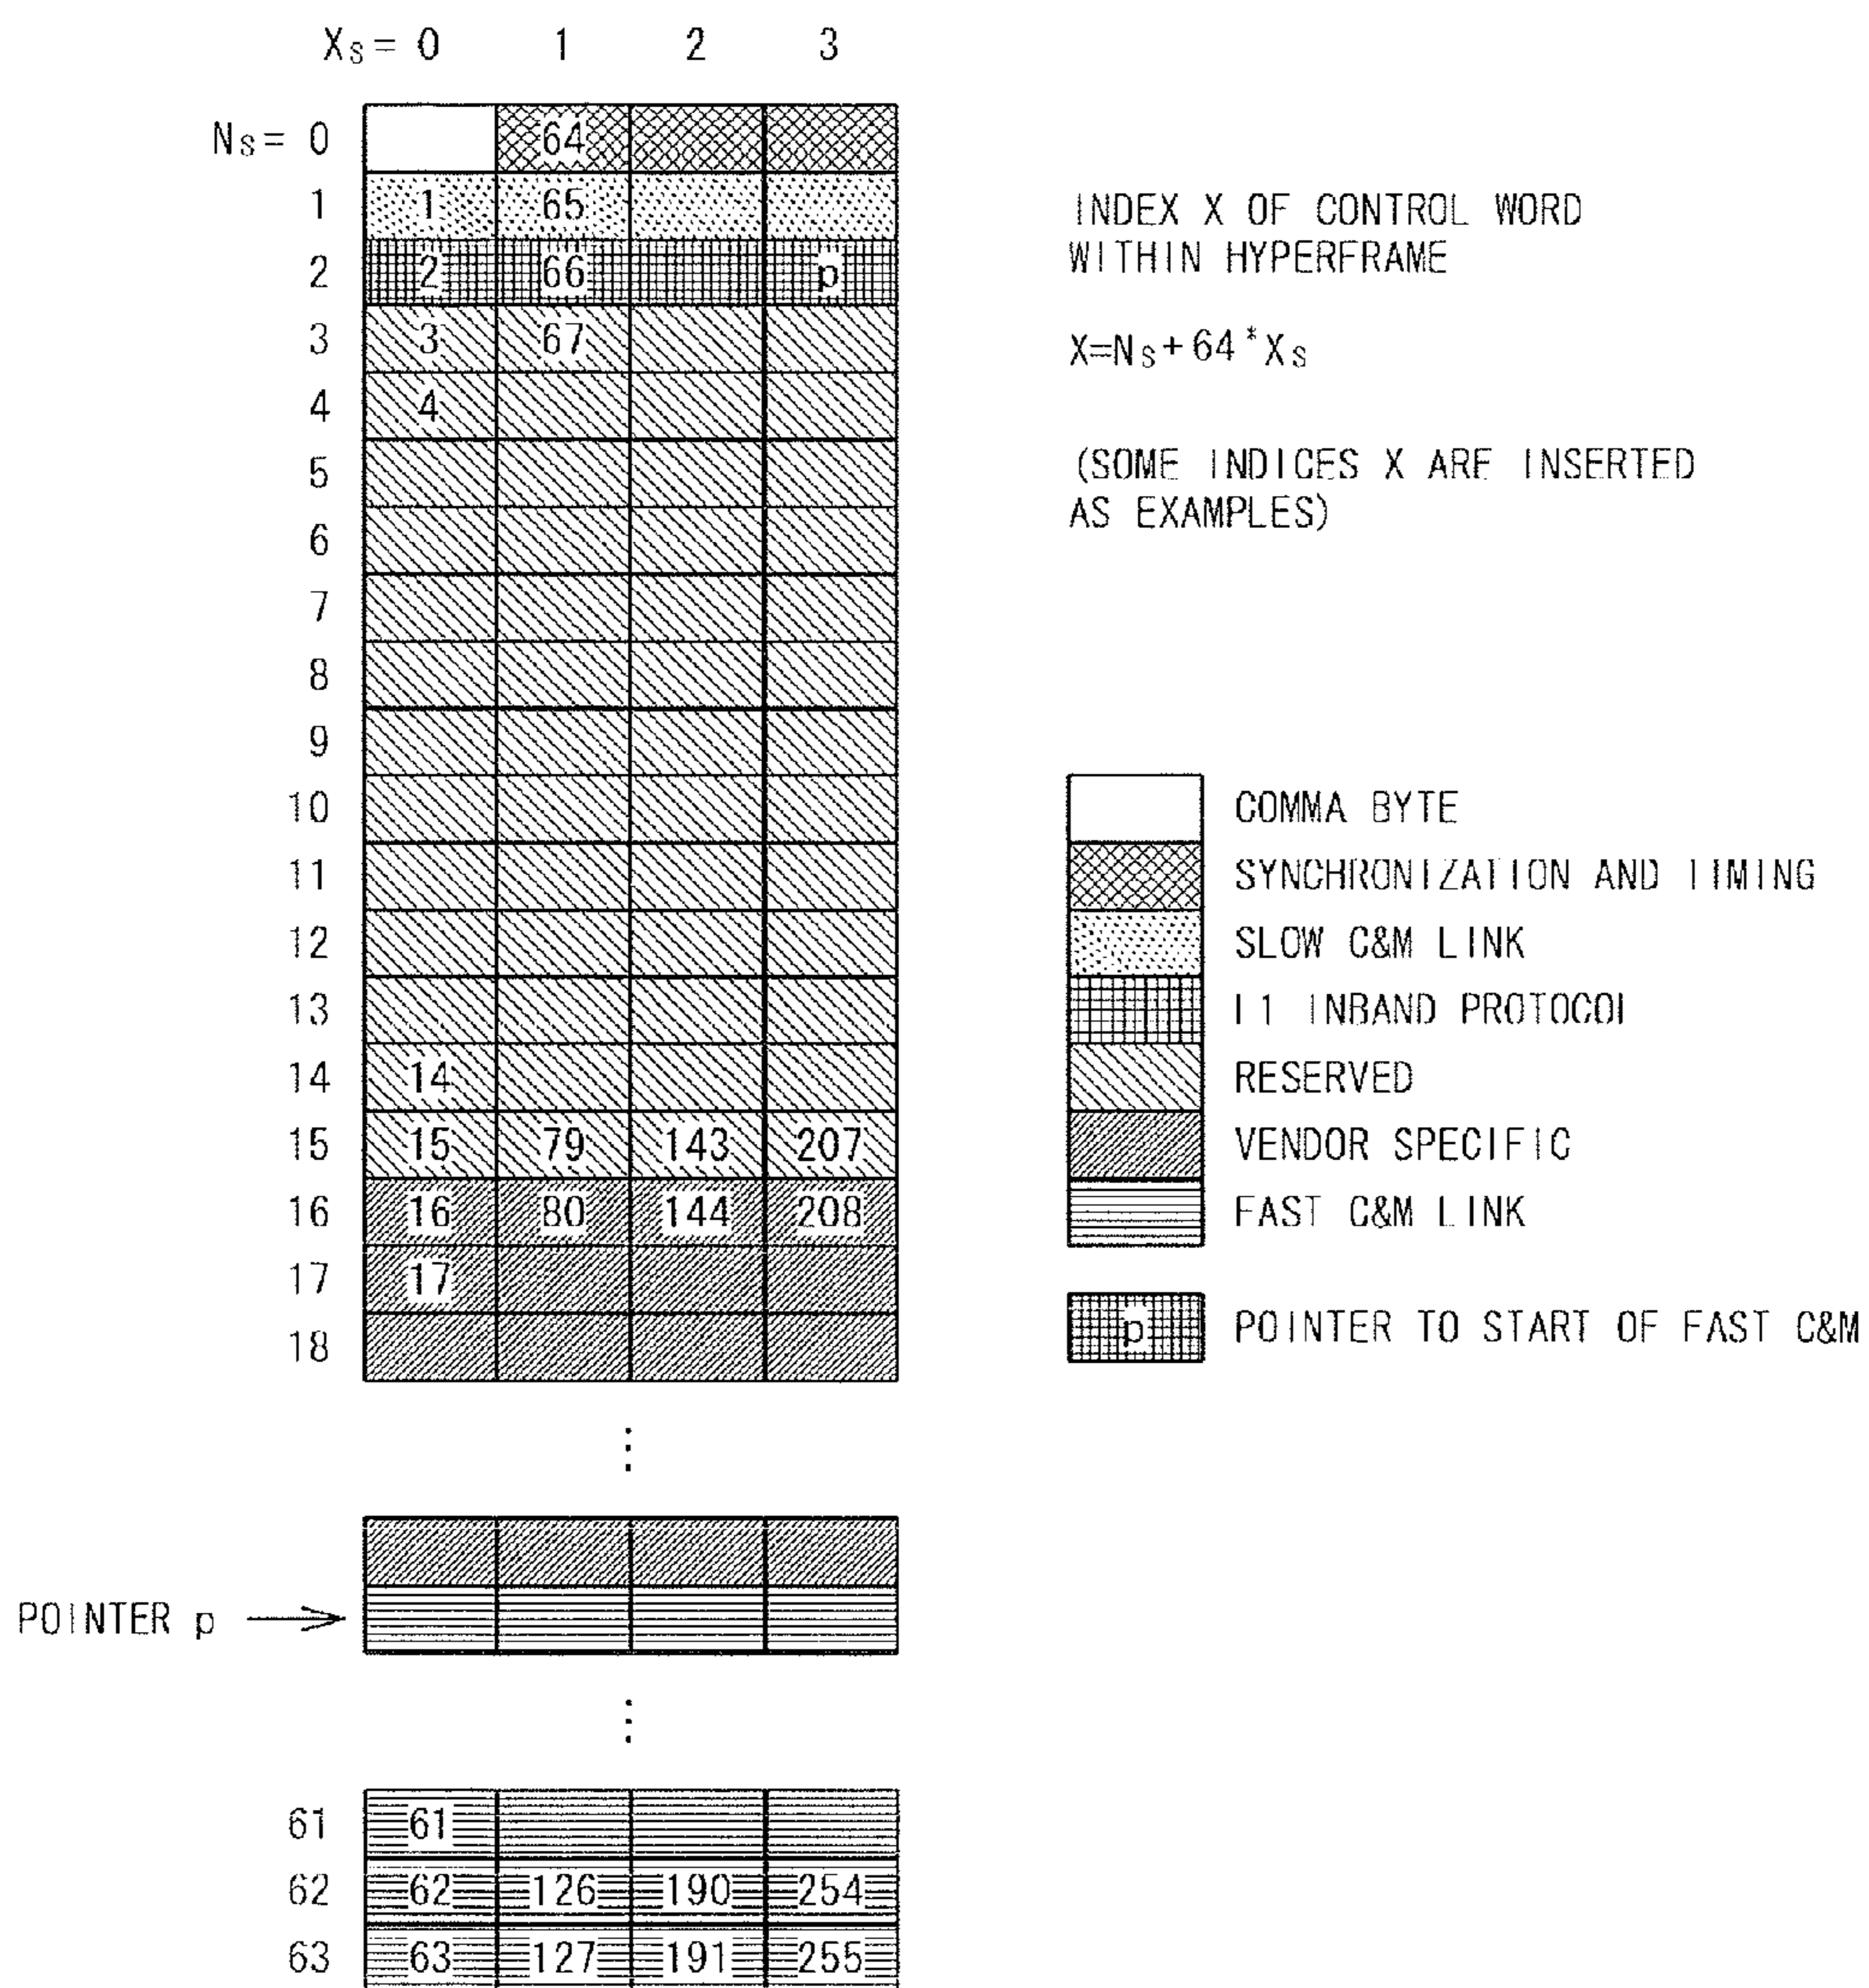 Xs = 0 1 2 3
Ns = 0 64
1 1 65
2 2 66 p
3 3 67
4 4
5
6
7
8
9
10
11
12
13
14 14
15 15 79 143 207
16 16 80 144 208
17 17
18
POINTER p
61 61
62 62 126 190 254
63 63 127 191 255
INDEX X OF CONTROL WORD
WITHIN HYPERFRAME
X=Ns+64*Xs
(SOME INDICES X ARE INSERTED
AS EXAMPLES)
COMMA BYTE
SYNCHRONIZATION AND TIMING
SLOW C&M LINK
L1 INBAND PROTOCOL
RESERVED
VENDOR SPECIFIC
FAST C&M LINK
p POINTER TO START OF FAST C&M